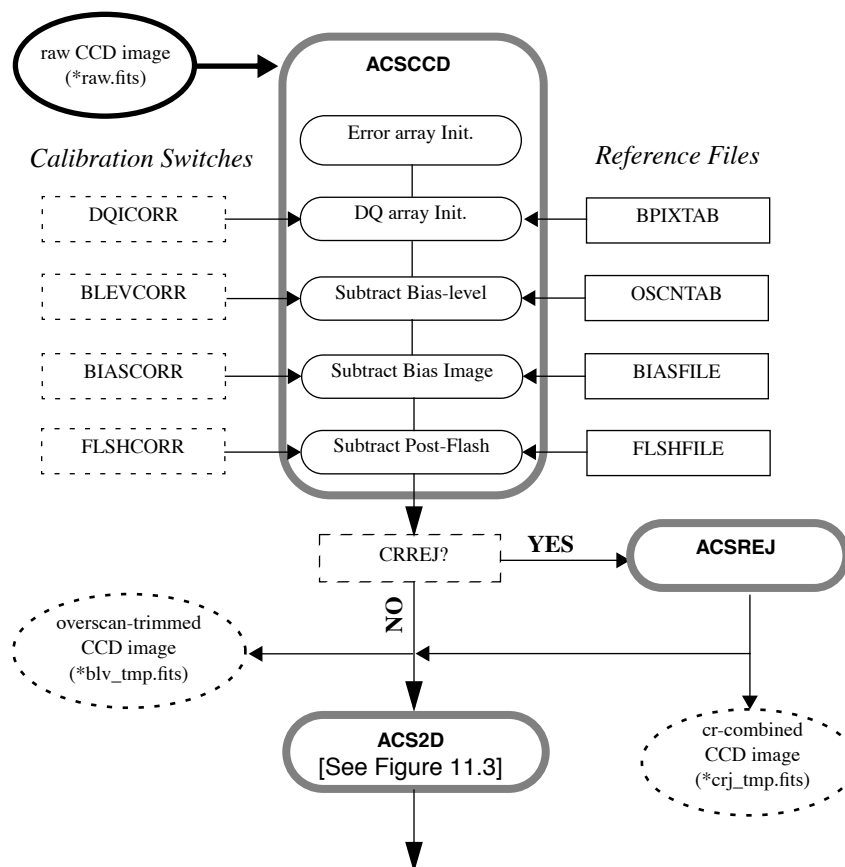 raw CCD image
(*raw.fits)
ACSCCD
Error array Init.
Calibration Switches
Reference Files
DQICORR
DQ array Init.
BPIXTAB
BLEVCORR
Subtract Bias-level
OSCNTAB
BIASCORR
Subtract Bias Image
BIASFILE
FLSHCORR
Subtract Post-Flash
FLSHFILE
CRREJ?
YES
ACSREJ
NO
overscan-trimmed
CCD image
(*blv_tmp.fits)
ACS2D
[See Figure 11.3]
cr-combined
CCD image
(*crj_tmp.fits)